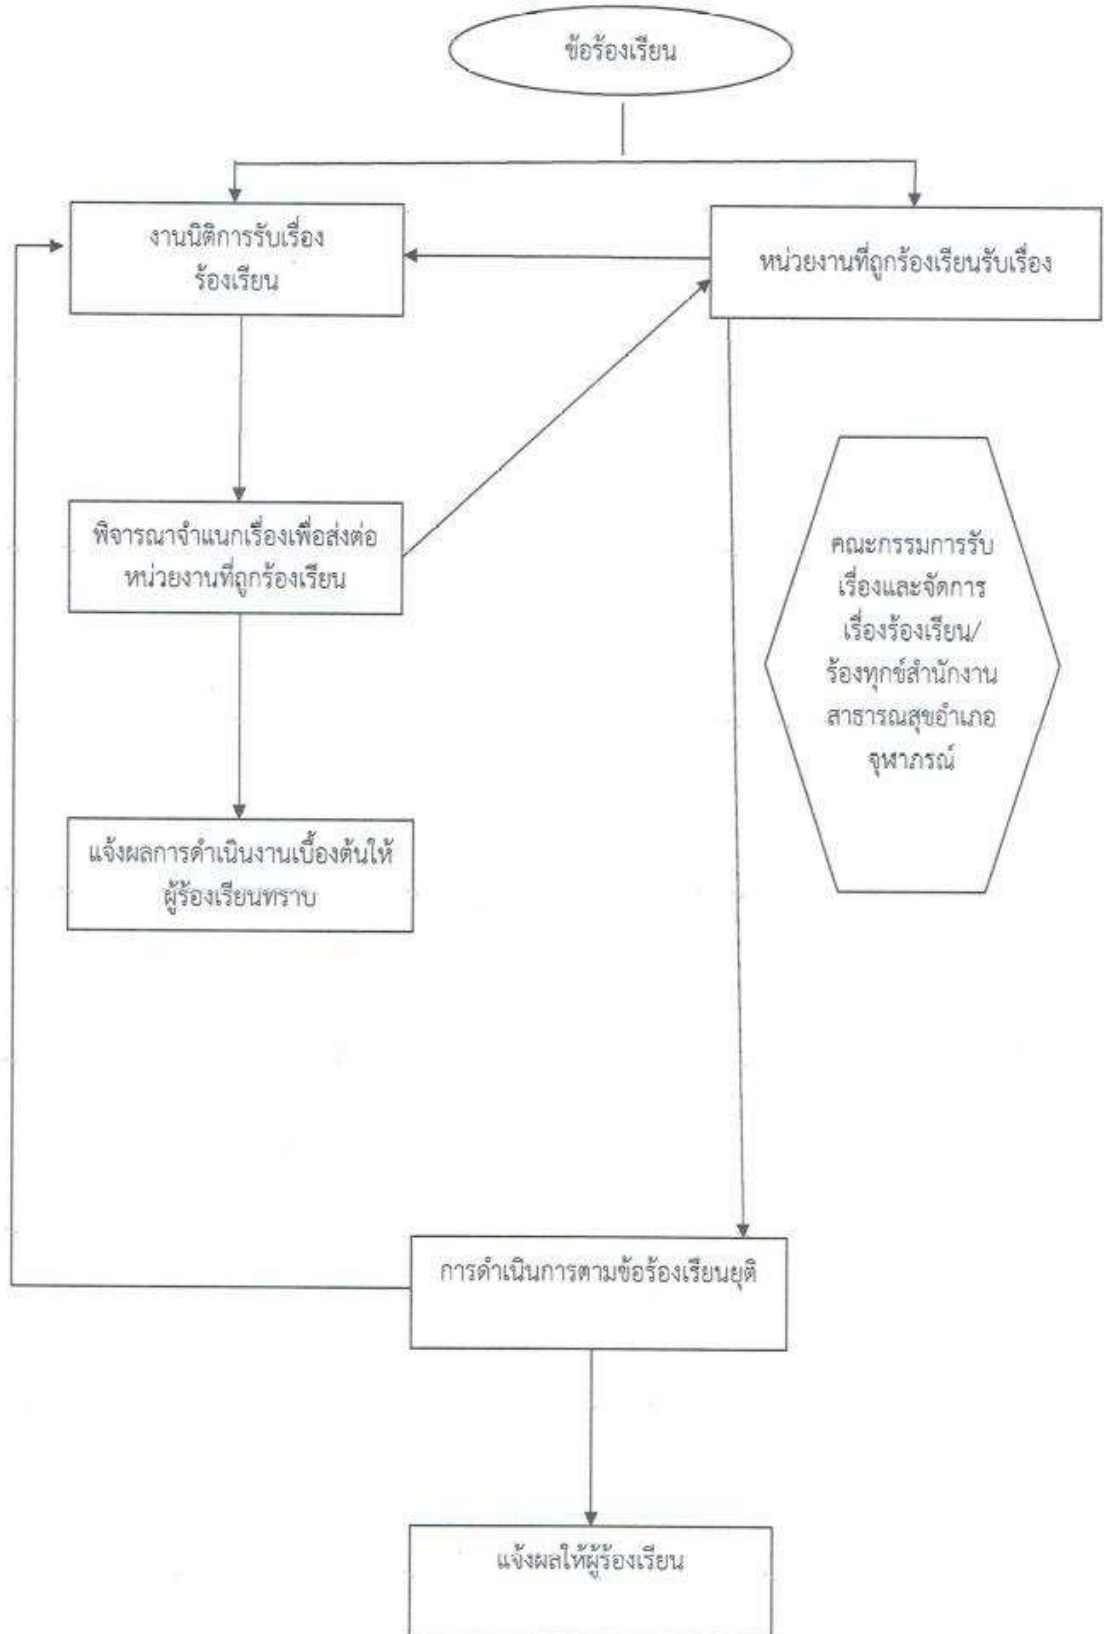 ข้อร้องเรียน
งานนิติการรับเรื่อง
ร้องเรียน
หน่วยงานที่ถูกร้องเรียนรับเรื่อง
พิจารณาจำแนกเรื่องเพื่อส่งต่อ
หน่วยงานที่ถูกร้องเรียน
คณะกรรมการรับ
เรื่องและจัดการ
เรื่องร้องเรียน/
ร้องทุกข์สำนักงาน
สาธารณสุขอำเภอ
จุฬาภรณ์
แจ้งผลการดำเนินงานเบื้องต้นให้
ผู้ร้องเรียนทราบ
การดำเนินการตามข้อร้องเรียนยุติ
แจ้งผลให้ผู้ร้องเรียน